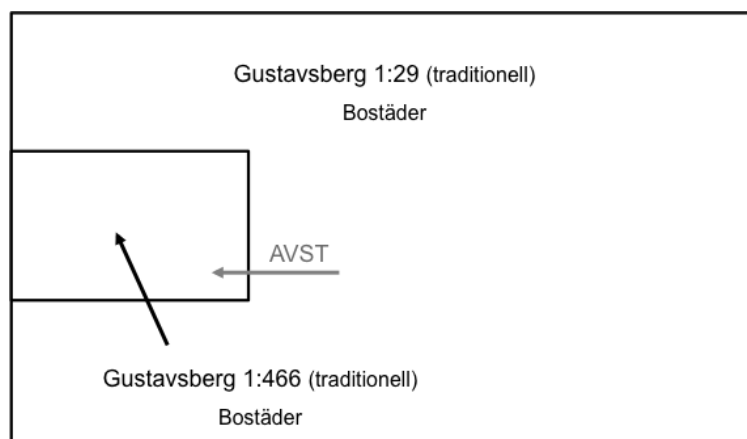 Gustavsberg 1:29 (traditionell)
Bostäder
AVST
Gustavsberg 1:466 (traditionell)
Bostäder